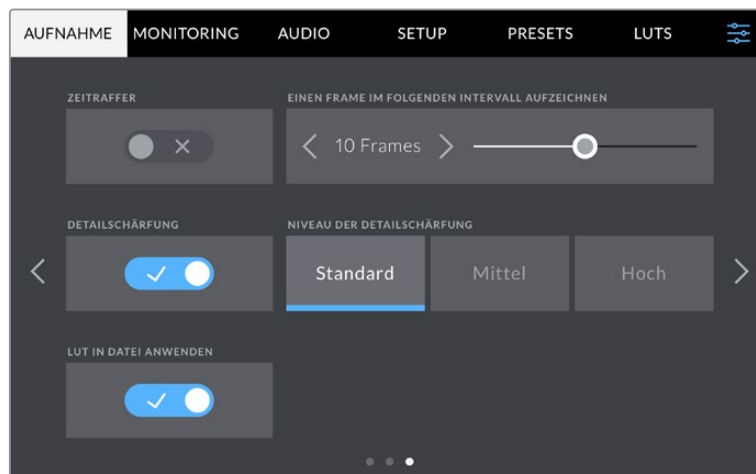 AUFNAHME MONITORING AUDIO SETUP PRESETS LUTS
ZEITRAFFER
EINEN FRAME IM FOLGENDEN INTERVALL AUFZEICHNEN
10 Frames
DETAILSCHÄRFUNG
NIVEAU DER DETAILSCHÄRFUNG
Standard Mittel Hoch
LUT IN DATEI ANWENDEN